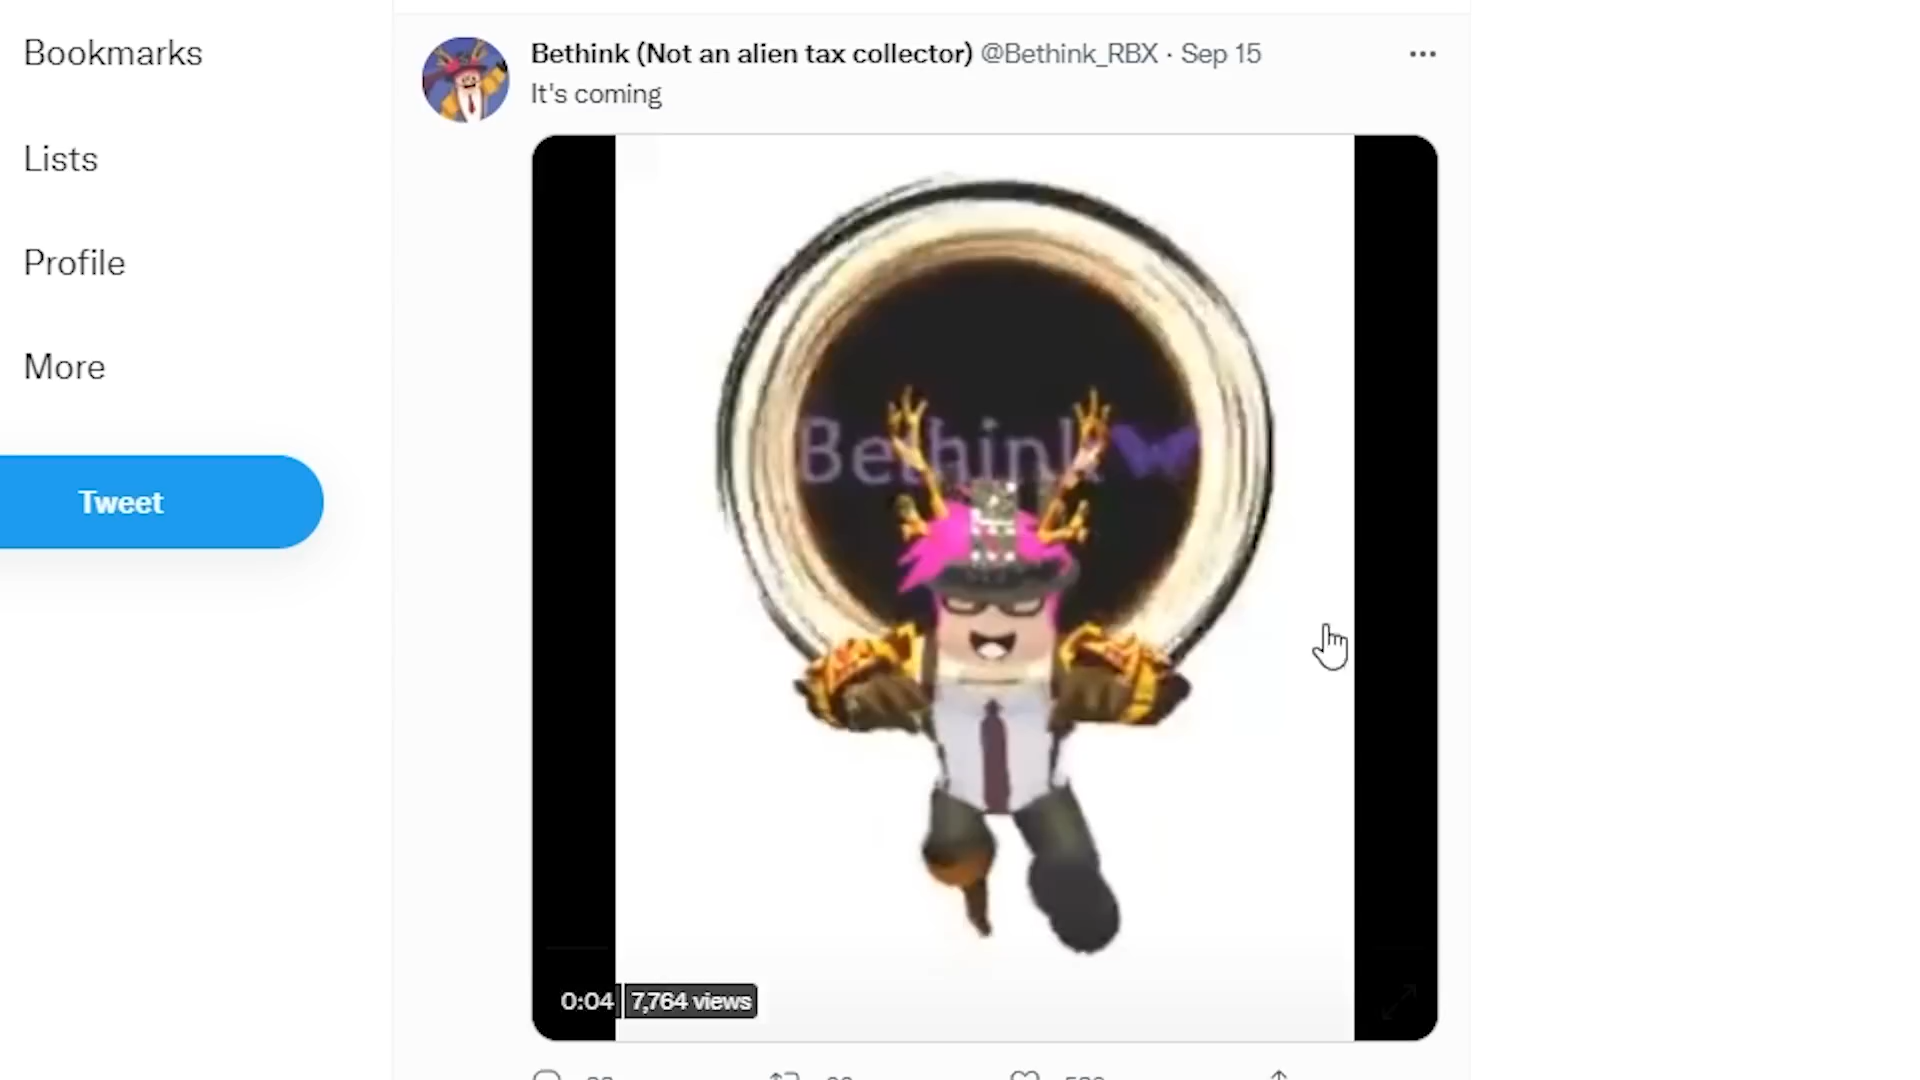 Bookmarks
Lists
Profile
More
Tweet
Bethink (Not an alien tax collector) @Bethink_RBX · Sep 15
It's coming
Bethink
0:04
7,764 views